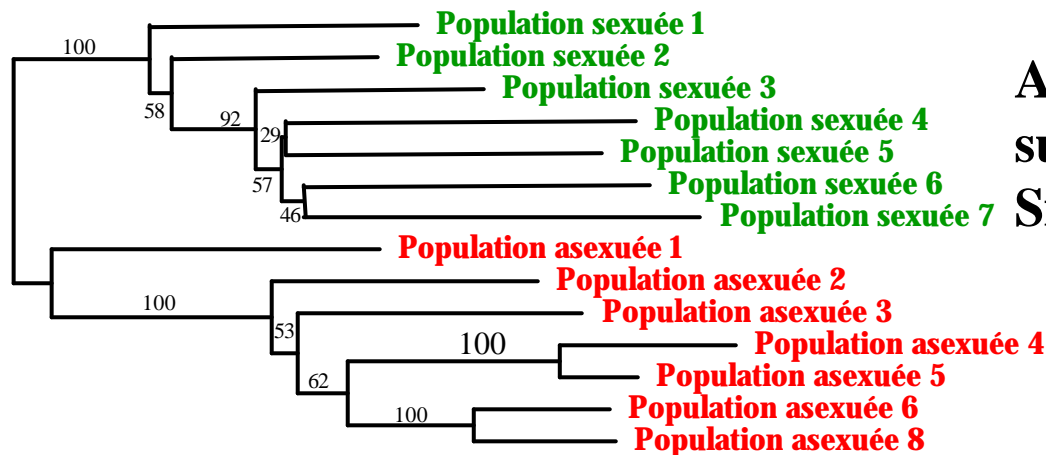 Population sexuée 1
100
Population sexuée 2
Population sexuée 3
A
58
92
Population sexuée 4
29
su
Population sexuée 5
57
Population sexuée 6
46
Population sexuée 7
Population asexuée 1
Population asexuée 2
100
Population asexuée 3
53
100
Population asexuée 4
62
Population asexuée 5
100
Population asexuée 6
Population asexuée 8